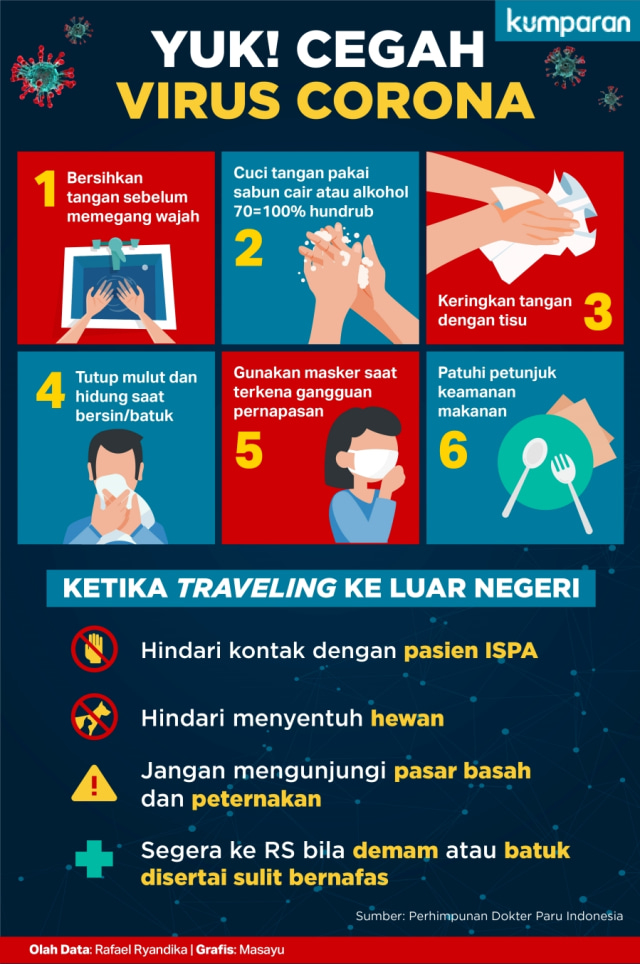 kumparan
YUK! CEGAH
VIRUS CORONA
1
Bersihkan
tangan sebelum
memegang wajah
Cuci tangan pakai
sabun cair atau alkohol
70=100% hundrub
2
Keringkan tangan
dengan tisu
3
4
Tutup mulut dan
hidung saat
bersin/batuk
Gunakan masker saat
terkena gangguan
pernapasan
5
Patuhi petunjuk
keamanan
makanan
6
KETIKA TRAVELING KE LUAR NEGERI
Hindari kontak dengan pasien ISPA
Hindari menyentuh hewan
Jangan mengunjungi pasar basah
dan peternakan
Segera ke RS bila demam atau batuk
disertai sulit bernafas
Sumber: Perhimpunan Dokter Paru Indonesia
Olah Data: Rafael Ryandika | Grafis: Masayu